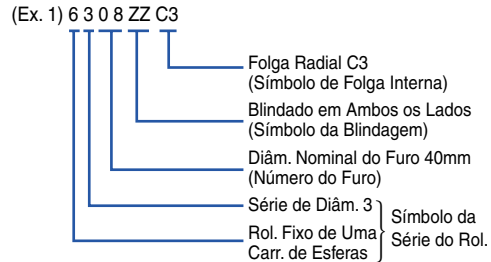 (Ex. 1) 6 3 0 8 ZZ C3
Folga Radial C3
(Símbolo de Folga Interna)
Blindado em Ambos os Lados
(Símbolo da Blindagem)
Diâm. Nominal do Furo 40mm
(Número do Furo)
Série de Diâm. 3
Rol. Fixo de Uma
Carr. de Esferas
Símbolo da
Série do Rol.